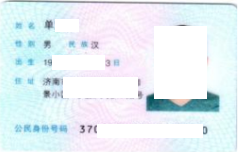 姓名 单
性别 男 民族 汉
出生 19 3日
住址 济南
景小
公民身份号码 370 0